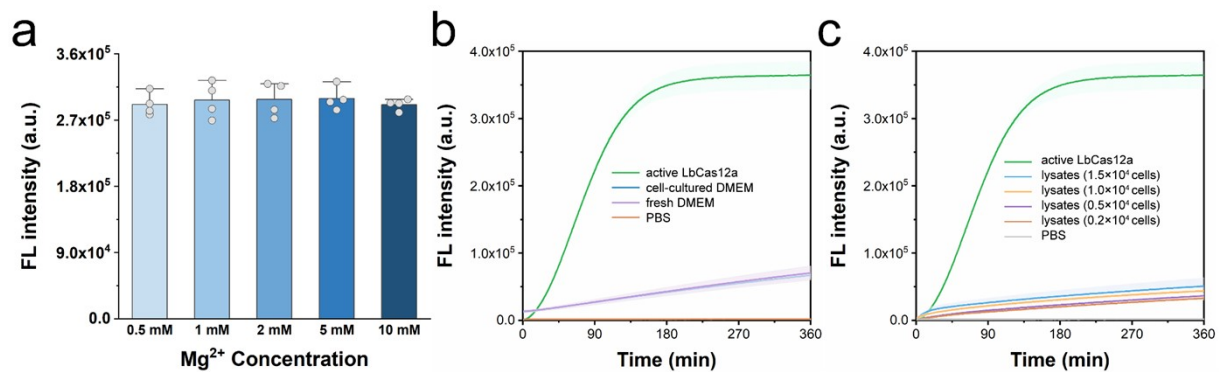 a
FL intensity (a.u.)
3.6x10⁵
2.7x10⁵
1.8x10⁵
9.0x10⁴
0.0
0.5 mM 1 mM 2 mM 5 mM 10 mM
Mg²⁺ Concentration
b
FL intensity (a.u.)
4.0x10⁵
3.0x10⁵
2.0x10⁵
1.0x10⁵
0.0
active LbCas12a
cell-cultured DMEM
fresh DMEM
PBS
0 90 180 270 360
Time (min)
c
FL intensity (a.u.)
4.0x10⁵
3.0x10⁵
2.0x10⁵
1.0x10⁵
0.0
active LbCas12a
lysates (1.5×10⁴ cells)
lysates (1.0×10⁴ cells)
lysates (0.5×10⁴ cells)
lysates (0.2×10⁴ cells)
PBS
0 90 180 270 360
Time (min)